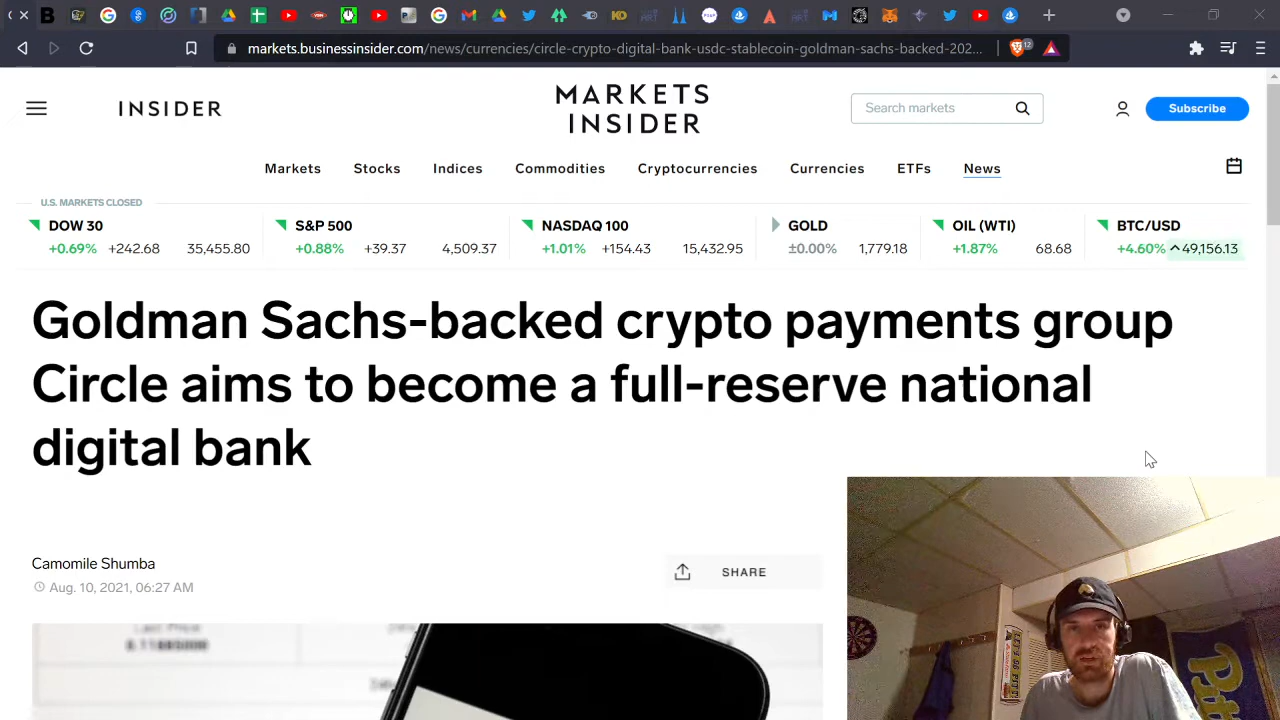 markets.businessinsider.com/news/currencies/circle-crypto-digital-bank-usdc-stablecoin-goldman-sachs-backed-202...
12
INSIDER
MARKETS
INSIDER
Search markets
Subscribe
Markets
Stocks
Indices
Commodities
Cryptocurrencies
Currencies
ETFs
News
U.S. MARKETS CLOSED
DOW 30
+0.69% +242.68 35,455.80
S&P 500
+0.88% +39.37 4,509.37
NASDAQ 100
+1.01% +154.43 15,432.95
GOLD
±0.00% 1,779.18
OIL (WTI)
+1.87% 68.68
BTC/USD
+4.60% 49,156.13
Goldman Sachs-backed crypto payments group
Circle aims to become a full-reserve national
digital bank
Camomile Shumba
Aug. 10, 2021, 06:27 AM
SHARE
Last Price